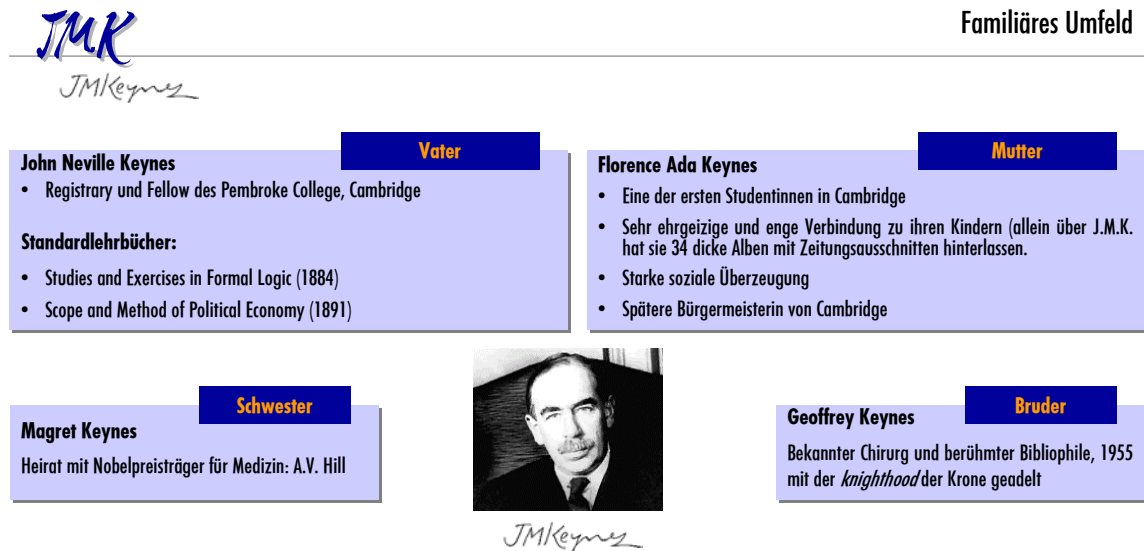 JMK
Familiäres Umfeld
JMKeynes
Vater
John Neville Keynes
• Registrary und Fellow des Pembroke College, Cambridge
Standardlehrbücher:
• Studies and Exercises in Formal Logic (1884)
• Scope and Method of Political Economy (1891)
Mutter
Florence Ada Keynes
• Eine der ersten Studentinnen in Cambridge
• Sehr ehrgeizige und enge Verbindung zu ihren Kindern (allein über J.M.K.
hat sie 34 dicke Alben mit Zeitungsausschnitten hinterlassen.
• Starke soziale Überzeugung
• Spätere Bürgermeisterin von Cambridge
Schwester
Magret Keynes
Heirat mit Nobelpreisträger für Medizin: A.V. Hill
Bruder
Geoffrey Keynes
Bekannter Chirurg und berühmter Bibliophile, 1955
mit der knighthood der Krone geadelt
JMKeynes